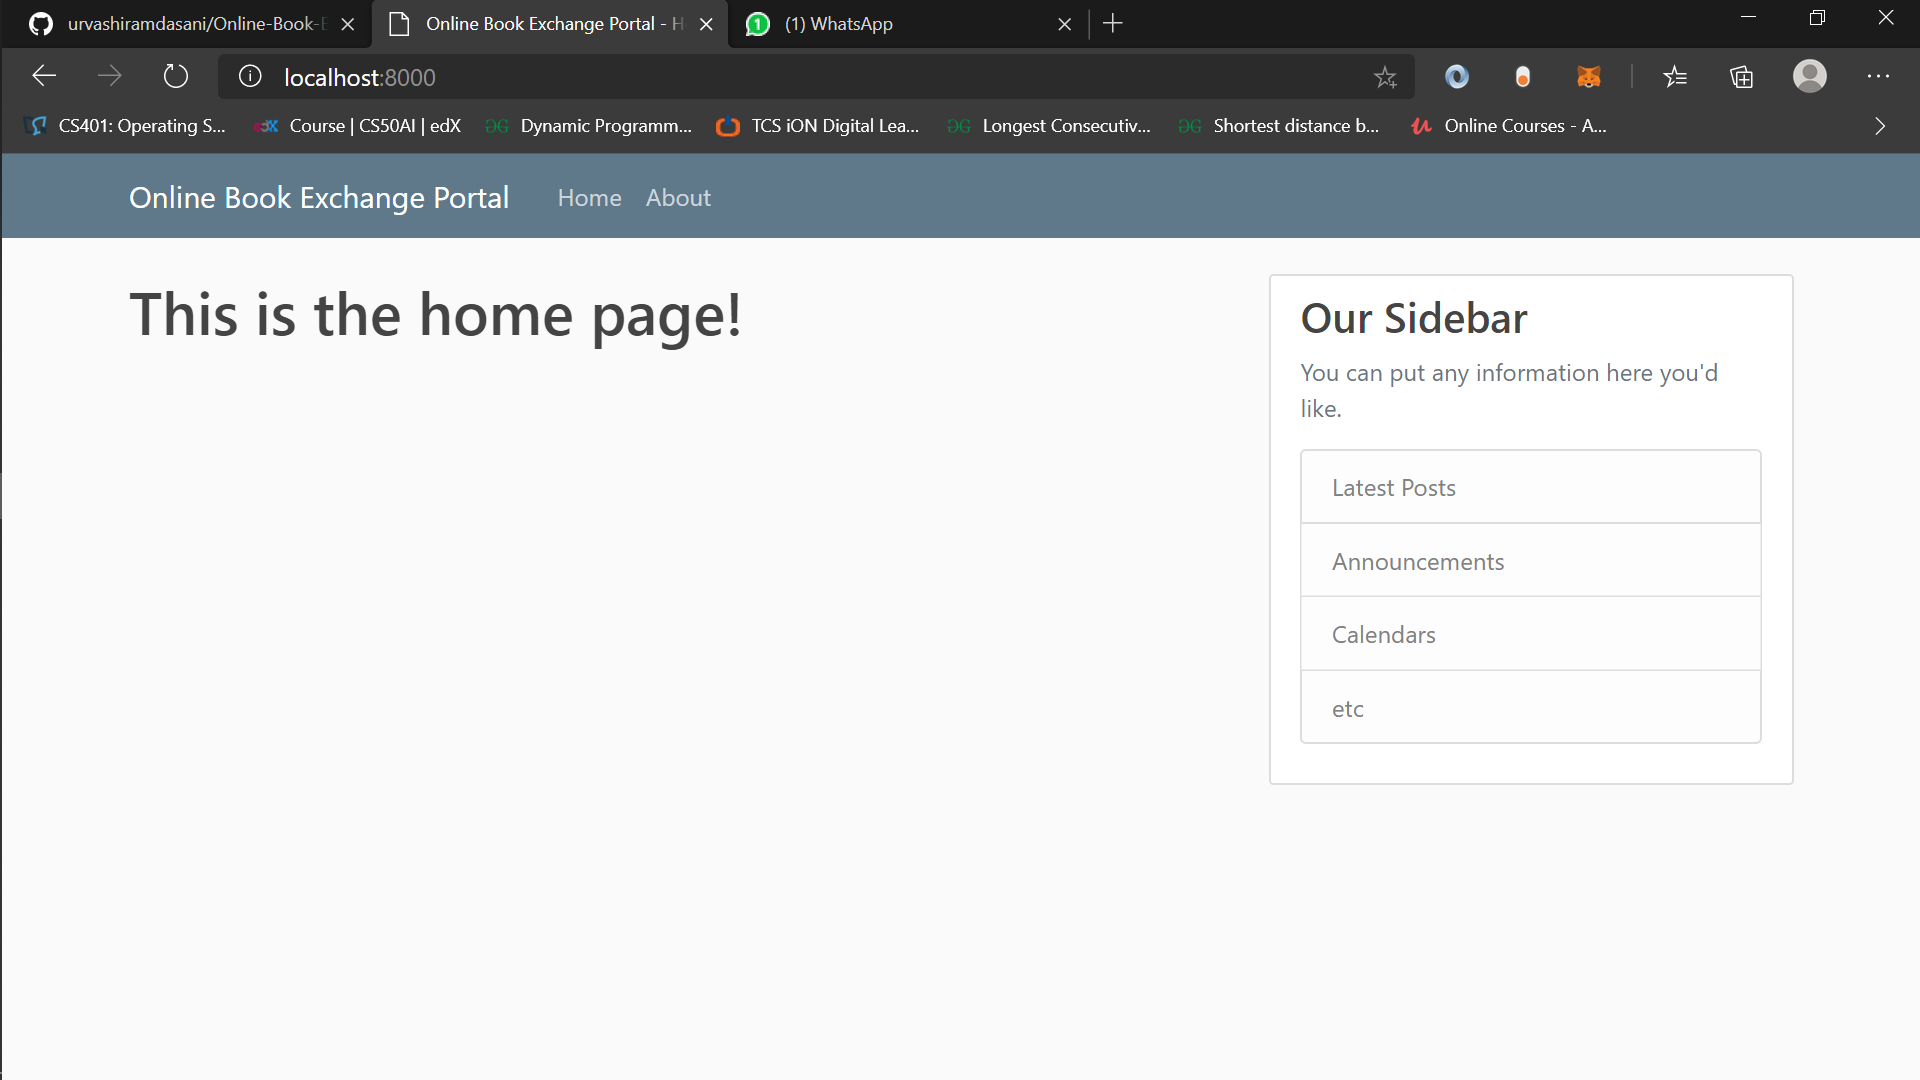 urvashiramdasani/Online-Book-E
Online Book Exchange Portal - H
(1) WhatsApp
localhost:8000
CS401: Operating S...
Course | CS50AI | edX
Dynamic Programm...
TCS iON Digital Lea...
Longest Consecutiv...
Shortest distance b...
Online Courses - A...
Online Book Exchange Portal
Home
About
This is the home page!
Our Sidebar
You can put any information here you'd
like.
Latest Posts
Announcements
Calendars
etc